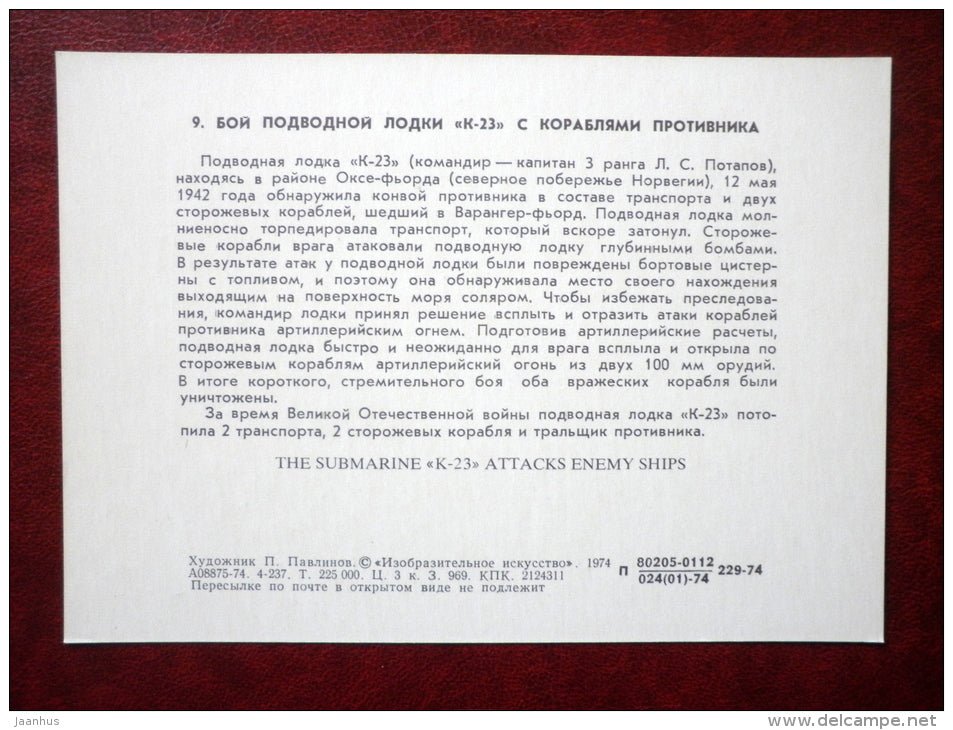 9. БОЙ ПОДВОДНОЙ ЛОДКИ «К-23» С КОРАБЛЯМИ ПРОТИВНИКА
Подводная лодка «К-23» (командир — капитан 3 ранга Л. С. Потапов),
находясь в районе Оксе-фьорда (северное побережье Норвегии), 12 мая
1942 года обнаружила конвой противника в составе транспорта и двух
сторожевых кораблей, шедший в Варангер-фьорд. Подводная лодка мол-
ниеносно торпедировала транспорт, который вскоре затонул. Стороже-
вые корабли врага атаковали подводную лодку глубинными бомбами.
В результате атак у подводной лодки были повреждены бортовые цистер-
ны с топливом, и поэтому она обнаруживала место своего нахождения
выходящим на поверхность моря соляром. Чтобы избежать преследова-
ния, командир лодки принял решение всплыть и отразить атаки кораблей
противника артиллерийским огнем. Подготовив артиллерийские расчеты,
подводная лодка быстро и неожиданно для врага всплыла и открыла по
сторожевым кораблям артиллерийский огонь из двух 100 мм орудий.
В итоге короткого, стремительного боя оба вражеских корабля были
уничтожены.
За время Великой Отечественной войны подводная лодка «К-23» пото-
пила 2 транспорта, 2 сторожевых корабля и тральщик противника.
THE SUBMARINE «K-23» ATTACKS ENEMY SHIPS
Художник П. Павлинов. © «Изобразительное искусство». 1974
А08875-74. 4-237. Т. 225 000. Ц. 3 к. З. 969. КПК. 2124311
Пересылке по почте в открытом виде не подлежит
П 80205-0112 229-74
024(01)-74
jaanhus
www.delcampe.net